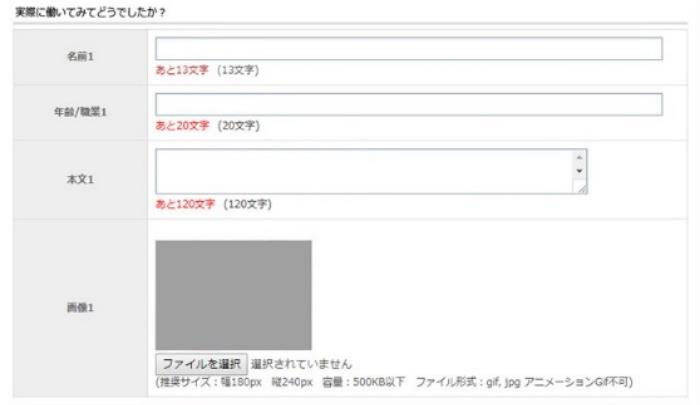 実際に働いてみてどうでしたか？
名前1
あと13文字 (13文字)
年齢/職業1
あと20文字 (20文字)
本文1
あと120文字 (120文字)
画像1
ファイルを選択 選択されていません
(推奨サイズ：幅180px 縦240px 容量：500KB以下 ファイル形式：gif, jpg アニメーションGif不可)